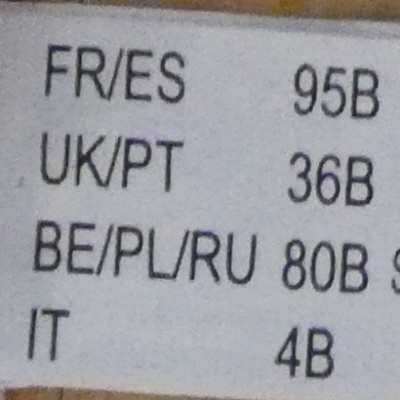 FR/ES 95B
UK/PT 36B
BE/PL/RU 80B
IT 4B